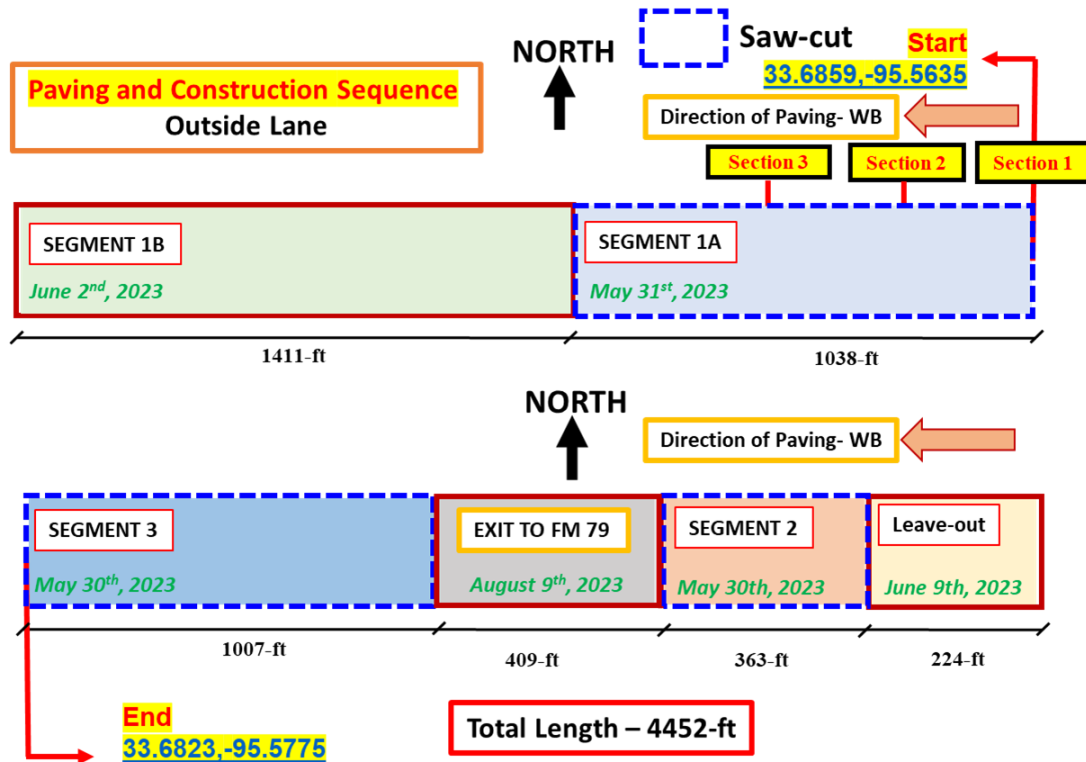 NORTH
Saw-cut
Start
33.6859,-95.5635
Paving and Construction Sequence
Outside Lane
Direction of Paving- WB
Section 3
Section 2
Section 1
SEGMENT 1B
SEGMENT 1A
June 2nd, 2023
May 31st, 2023
1411-ft
1038-ft
NORTH
Direction of Paving- WB
SEGMENT 3
EXIT TO FM 79
SEGMENT 2
Leave-out
May 30th, 2023
August 9th, 2023
May 30th, 2023
June 9th, 2023
1007-ft
409-ft
363-ft
224-ft
End
33.6823,-95.5775
Total Length – 4452-ft